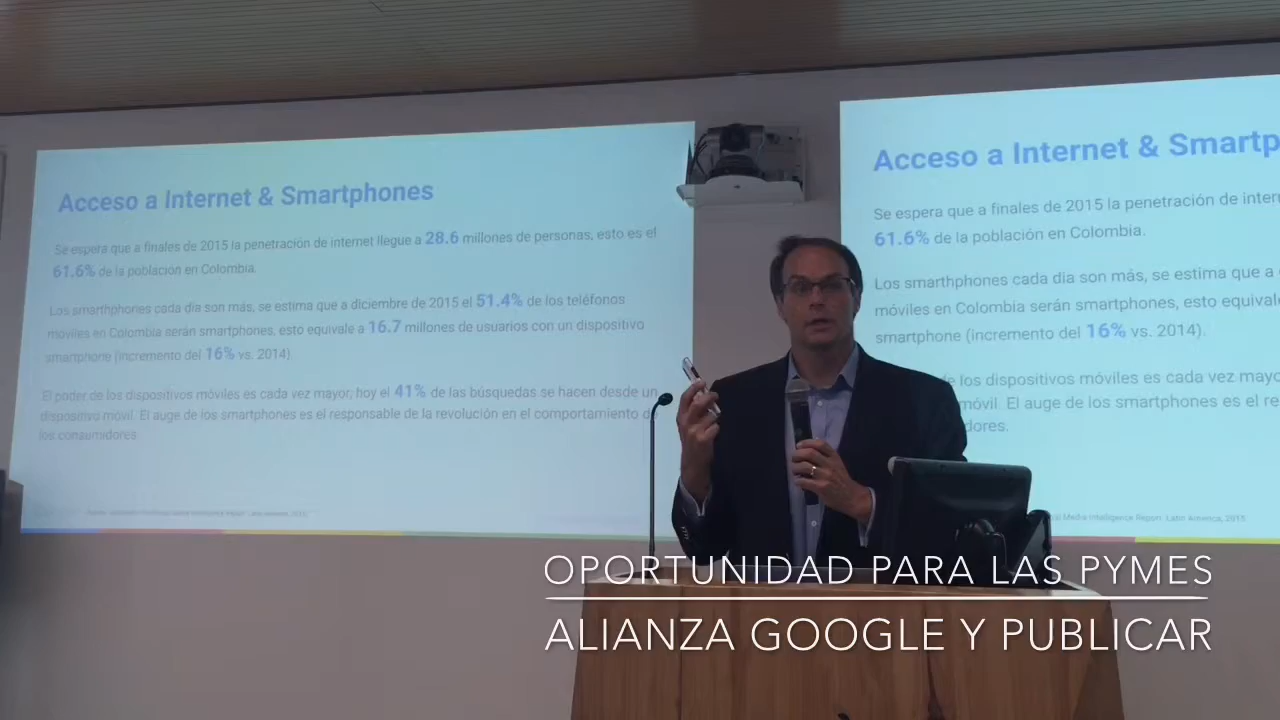 Acceso a Internet & Smartphones
Se espera que a finales de 2015 la penetración de internet llegue a 28.6 millones de personas, esto es el
61.6% de la población en Colombia.
Los smarthphones cada día son más, se estima que a diciembre de 2015 el 51.4% de los teléfonos
móviles en Colombia serán smartphones, esto equivale a 16.7 millones de usuarios con un dispositivo
smartphone (incremento del 16% vs. 2014).
El poder de los dispositivos móviles es cada vez mayor, hoy el 41% de las búsquedas se hacen desde un
dispositivo móvil. El auge de los smartphones es el responsable de la revolución en el comportamiento de
los consumidores.
Acceso a Internet & Smartp
Se espera que a finales de 2015 la penetración de inter
61.6% de la población en Colombia.
Los smarthphones cada día son más, se estima que a
móviles en Colombia serán smartphones, esto equival
smartphone (incremento del 16% vs. 2014).
los dispositivos móviles es cada vez mayo
móvil. El auge de los smartphones es el re
dores.
Media Intelligence Report: Latin America, 2015
OPORTUNIDAD PARA LAS PYMES
ALIANZA GOOGLE Y PUBLICAR